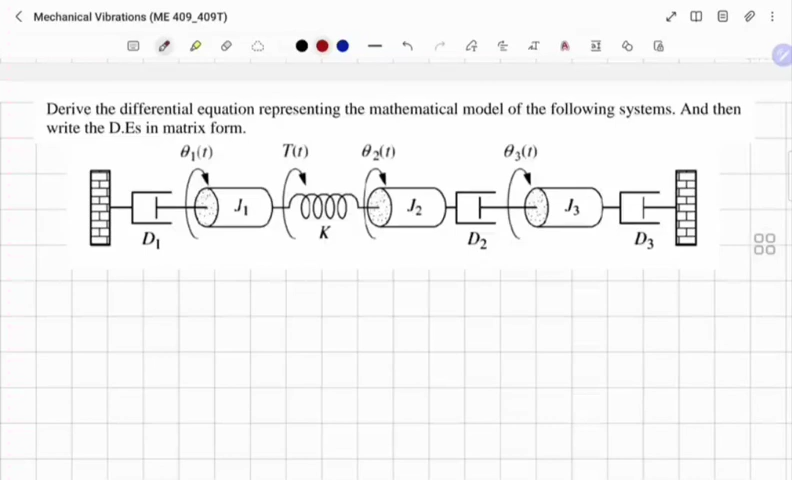 Mechanical Vibrations (ME 409_409T)
Derive the differential equation representing the mathematical model of the following systems. And then
write the D.Es in matrix form.
θ₁(t) T(t) θ₂(t) θ₃(t)
J₁ J₂ J₃
K
D₁ D₂ D₃